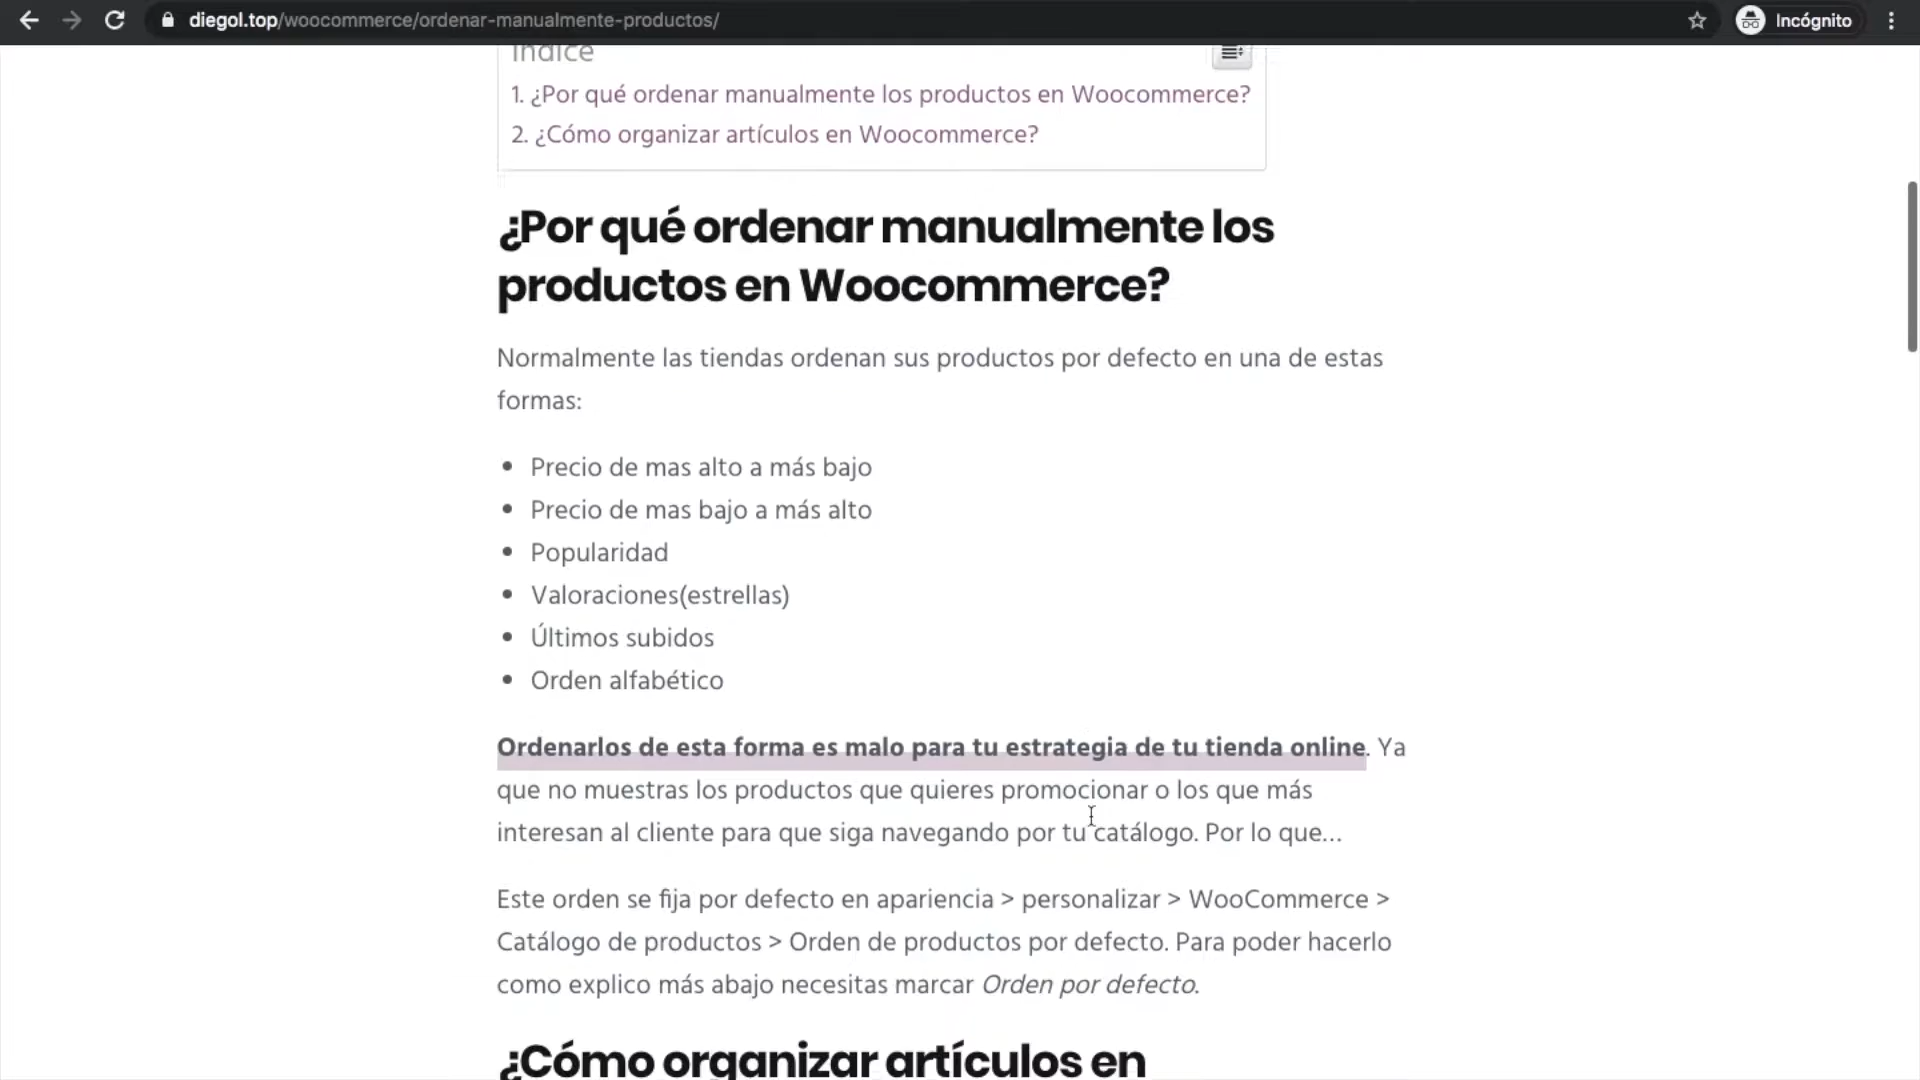 diegol.top/woocommerce/ordenar-manualmente-productos/
Incógnito
Índice
1. ¿Por qué ordenar manualmente los productos en Woocommerce?
2. ¿Cómo organizar artículos en Woocommerce?
¿Por qué ordenar manualmente los
productos en Woocommerce?
Normalmente las tiendas ordenan sus productos por defecto en una de estas
formas:
• Precio de mas alto a más bajo
• Precio de mas bajo a más alto
• Popularidad
• Valoraciones(estrellas)
• Últimos subidos
• Orden alfabético
Ordenarlos de esta forma es malo para tu estrategia de tu tienda online. Ya
que no muestras los productos que quieres promocionar o los que más
interesan al cliente para que siga navegando por tu catálogo. Por lo que...
Este orden se fija por defecto en apariencia > personalizar > WooCommerce >
Catálogo de productos > Orden de productos por defecto. Para poder hacerlo
como explico más abajo necesitas marcar Orden por defecto.
¿Cómo organizar artículos en